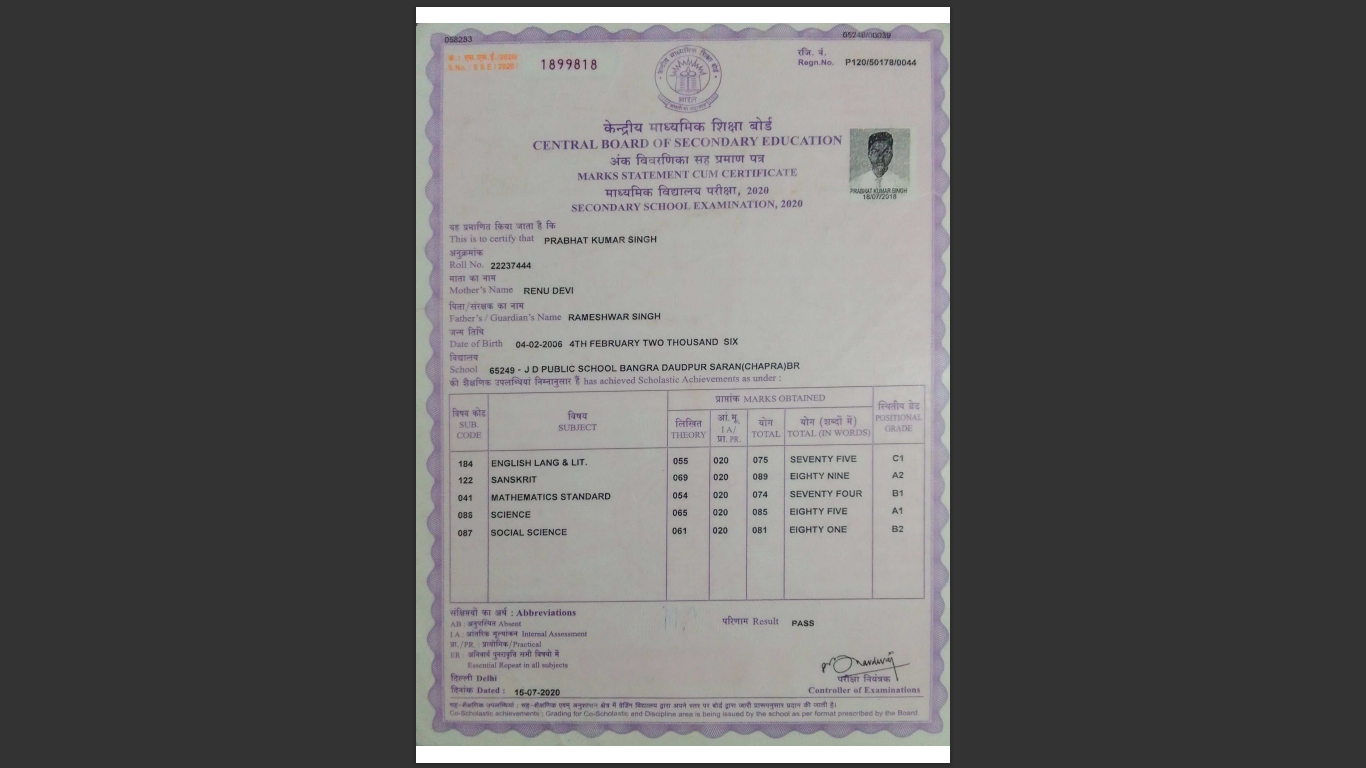 068283
05249/00039
क्र. : एस. एस. ई./2020/
S.No. : S S E / 2020 /
1899818
रजि. नं.
Regn.No. P120/50178/0044
भारत
केन्द्रीय माध्यमिक शिक्षा बोर्ड
CENTRAL BOARD OF SECONDARY EDUCATION
अंक विवरणिका सह प्रमाण पत्र
MARKS STATEMENT CUM CERTIFICATE
माध्यमिक विद्यालय परीक्षा, 2020
SECONDARY SCHOOL EXAMINATION, 2020
PRABHAT KUMAR SINGH
18/07/2018
यह प्रमाणित किया जाता है कि
This is to certify that PRABHAT KUMAR SINGH
अनुक्रमांक
Roll No. 22237444
माता का नाम
Mother's Name RENU DEVI
पिता/संरक्षक का नाम
Father's / Guardian's Name RAMESHWAR SINGH
जन्म तिथि
Date of Birth 04-02-2006 4TH FEBRUARY TWO THOUSAND SIX
विद्यालय
School 65249 - J D PUBLIC SCHOOL BANGRA DAUDPUR SARAN(CHAPRA)BR
की शैक्षणिक उपलब्धियां निम्नानुसार हैं has achieved Scholastic Achievements as under :
विषय कोड SUB. CODE
विषय SUBJECT
प्राप्तांक MARKS OBTAINED
लिखित THEORY
आं. मू. I A / प्रा. PR.
योग TOTAL
योग (शब्दों में) TOTAL (IN WORDS)
स्थितीय ग्रेड POSITIONAL GRADE
184 ENGLISH LANG & LIT. 055 020 075 SEVENTY FIVE C1
122 SANSKRIT 069 020 089 EIGHTY NINE A2
041 MATHEMATICS STANDARD 054 020 074 SEVENTY FOUR B1
086 SCIENCE 065 020 085 EIGHTY FIVE A1
087 SOCIAL SCIENCE 061 020 081 EIGHTY ONE B2
संक्षिप्तियों का अर्थ : Abbreviations
AB : अनुपस्थित Absent
I A : आंतरिक मूल्यांकन Internal Assessment
प्रा./PR : प्रायोगिक/Practical
ER : अनिवार्य पुनरावृत्ति सभी विषयों में
Essential Repeat in all subjects
परिणाम Result PASS
दिल्ली Delhi
दिनांक Dated : 15-07-2020
परीक्षा नियंत्रक
Controller of Examinations
सह-शैक्षणिक उपलब्धियां : सह-शैक्षणिक एवम् अनुशासन क्षेत्र में ग्रेडिंग विद्यालय द्वारा अपने स्तर पर बोर्ड द्वारा जारी प्रारूपनुसार प्रदान की जाती है।
Co-Scholastic achievements : Grading for Co-Scholastic and Discipline area is being issued by the school as per format prescribed by the Board.